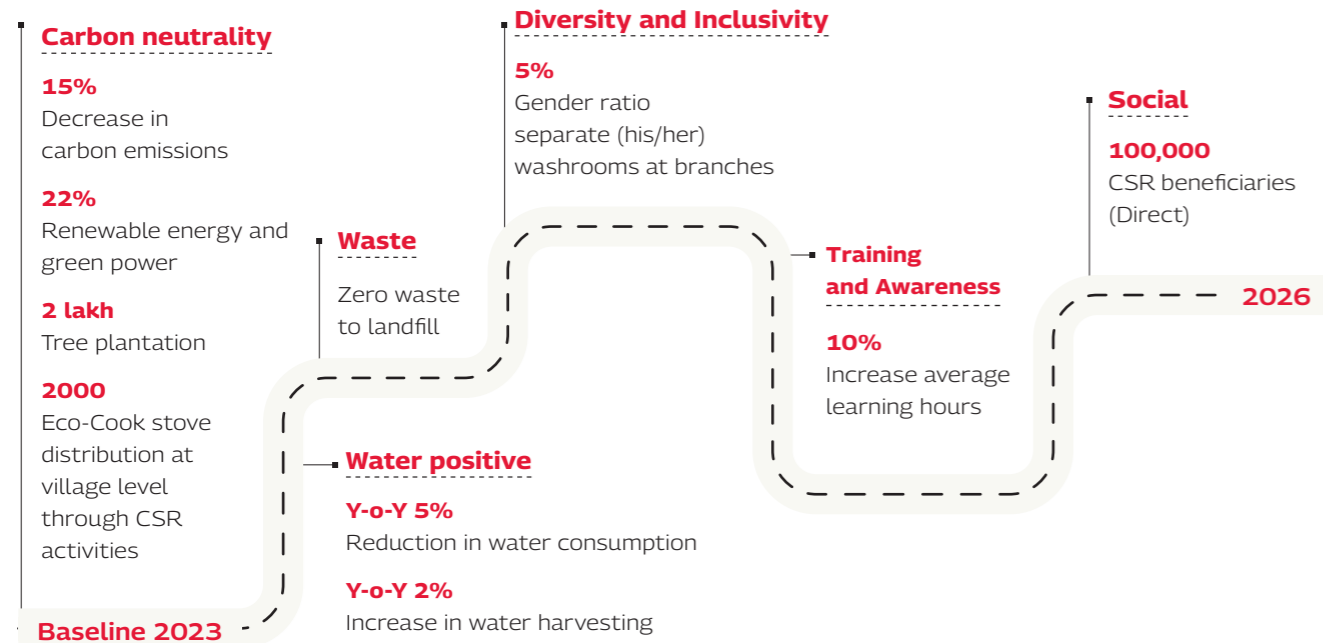 Carbon neutrality
15%
Decrease in
carbon emissions
22%
Renewable energy and
green power
2 lakh
Tree plantation
2000
Eco-Cook stove
distribution at
village level
through CSR
activities
Baseline 2023
Waste
Zero waste
to landfill
Water positive
Y-o-Y 5%
Reduction in water consumption
Y-o-Y 2%
Increase in water harvesting
Diversity and Inclusivity
5%
Gender ratio
separate (his/her)
washrooms at branches
Training
and Awareness
10%
Increase average
learning hours
Social
100,000
CSR beneficiaries
(Direct)
2026